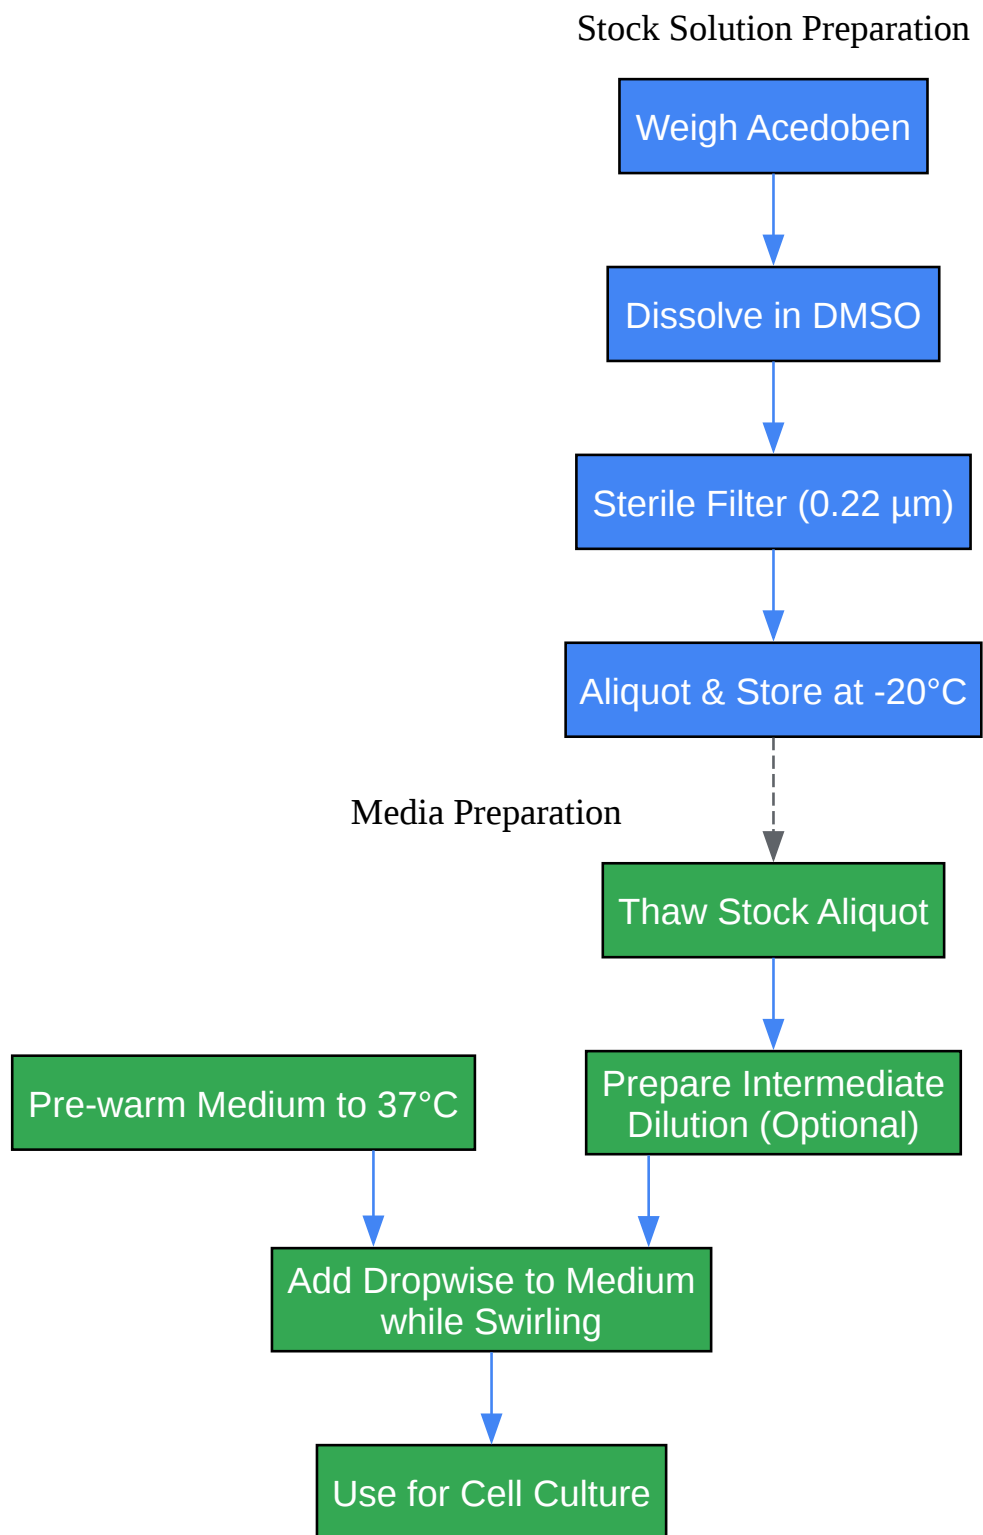 Stock Solution Preparation
Weigh Acedoben
Dissolve in DMSO
Sterile Filter (0.22 µm)
Aliquot & Store at -20°C
Media Preparation
Thaw Stock Aliquot
Pre-warm Medium to 37°C
Prepare Intermediate
Dilution (Optional)
Add Dropwise to Medium
while Swirling
Use for Cell Culture